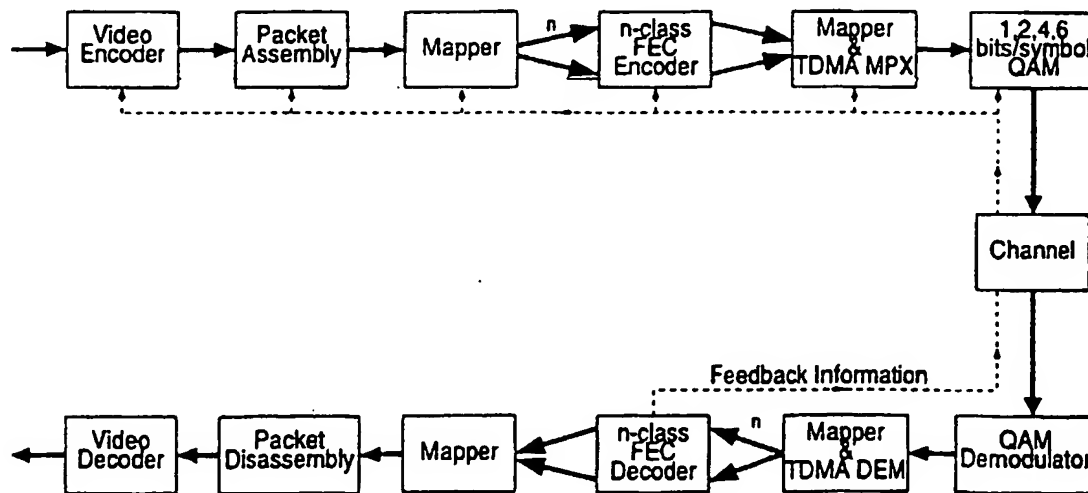 Video
Encoder
Packet
Assembly
Mapper
n
n-class
FEC
Encoder
Mapper
&
TDMA MPX
1,2,4,6
bits/symbol
QAM
Channel
Feedback Information
Video
Decoder
Packet
Disassembly
Mapper
n-class
FEC
Decoder
n
Mapper
&
TDMA DEM
QAM
Demodulator